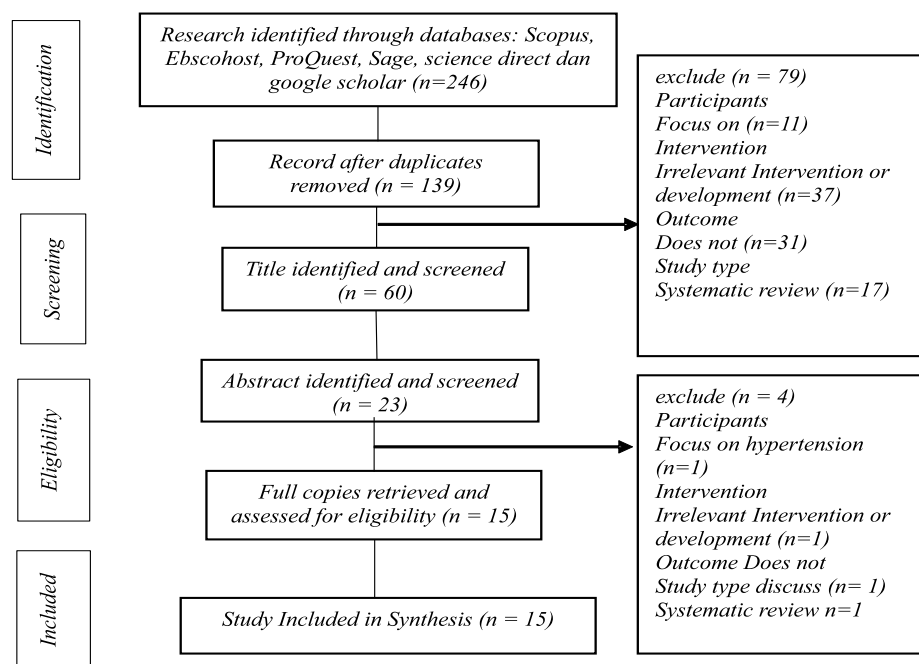 Identification
Research identified through databases: Scopus,
Ebscohost, ProQuest, Sage, science direct dan
google scholar (n=246)
Record after duplicates
removed (n = 139)
exclude (n = 79)
Participants
Focus on (n=11)
Intervention
Irrelevant Intervention or
development (n=37)
Outcome
Does not (n=31)
Study type
Systematic review (n=17)
Screening
Title identified and screened
(n = 60)
Abstract identified and screened
(n = 23)
Eligibility
Full copies retrieved and
assessed for eligibility (n = 15)
exclude (n = 4)
Participants
Focus on hypertension
(n=1)
Intervention
Irrelevant Intervention or
development (n=1)
Outcome Does not
Study type discuss (n= 1)
Systematic review n=1
Included
Study Included in Synthesis (n = 15)